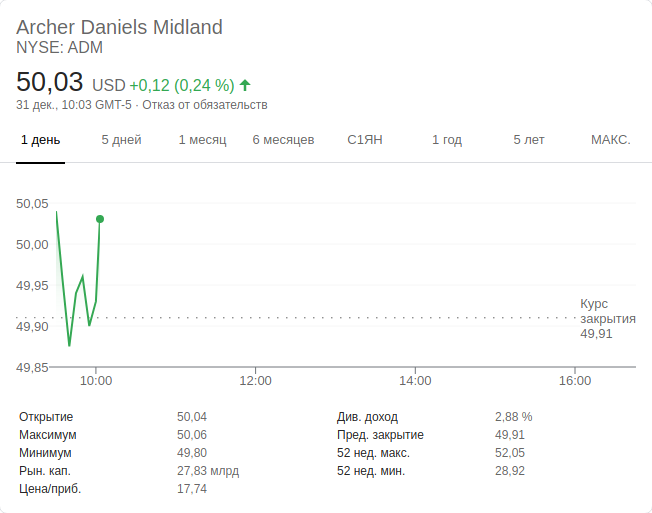 Archer Daniels Midland
NYSE: ADM
50,03 USD +0,12 (0,24 %)
31 дек., 10:03 GMT-5 · Отказ от обязательств
1 день 5 дней 1 месяц 6 месяцев С1ЯН 1 год 5 лет МАКС.
50,05
50,00
49,95
49,90
49,85
Курс
закрытия
49,91
10:00 12:00 14:00 16:00
Открытие 50,04 Див. доход 2,88 %
Максимум 50,06 Пред. закрытие 49,91
Минимум 49,80 52 нед. макс. 52,05
Рын. кап. 27,83 млрд 52 нед. мин. 28,92
Цена/приб. 17,74